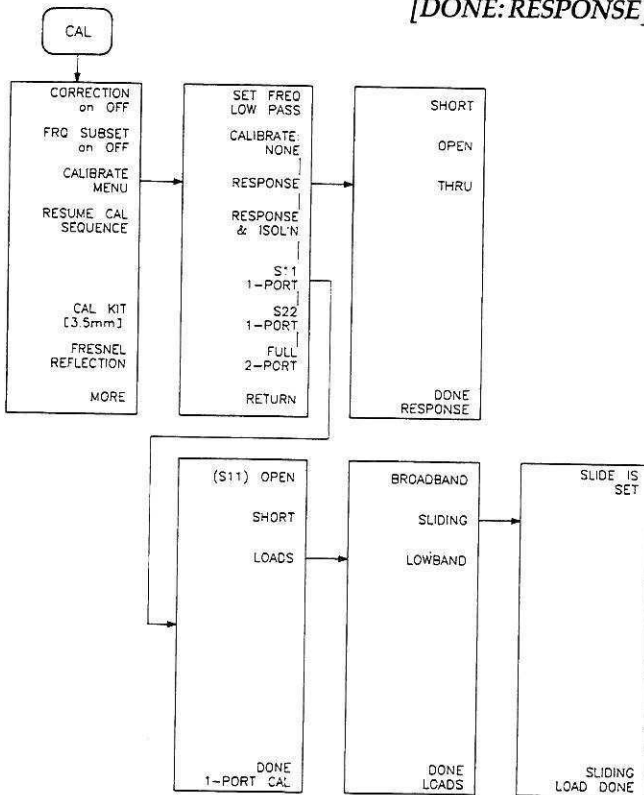 [DONE: RESPONSE]
CAL
CORRECTION
on OFF
FRQ SUBSET
on OFF
CALIBRATE
MENU
RESUME CAL
SEQUENCE
CAL KIT
[3.5mm]
FRESNEL
REFLECTION
MORE
SET FREQ
LOW PASS
CALIBRATE:
NONE
RESPONSE
RESPONSE
& ISOL'N
S11
1-PORT
S22
1-PORT
FULL
2-PORT
RETURN
SHORT
OPEN
THRU
DONE
RESPONSE
(S11) OPEN
SHORT
LOADS
DONE
1-PORT CAL
BROADBAND
SLIDING
LOWBAND
DONE
LOADS
SLIDE IS
SET
SLIDING
LOAD DONE